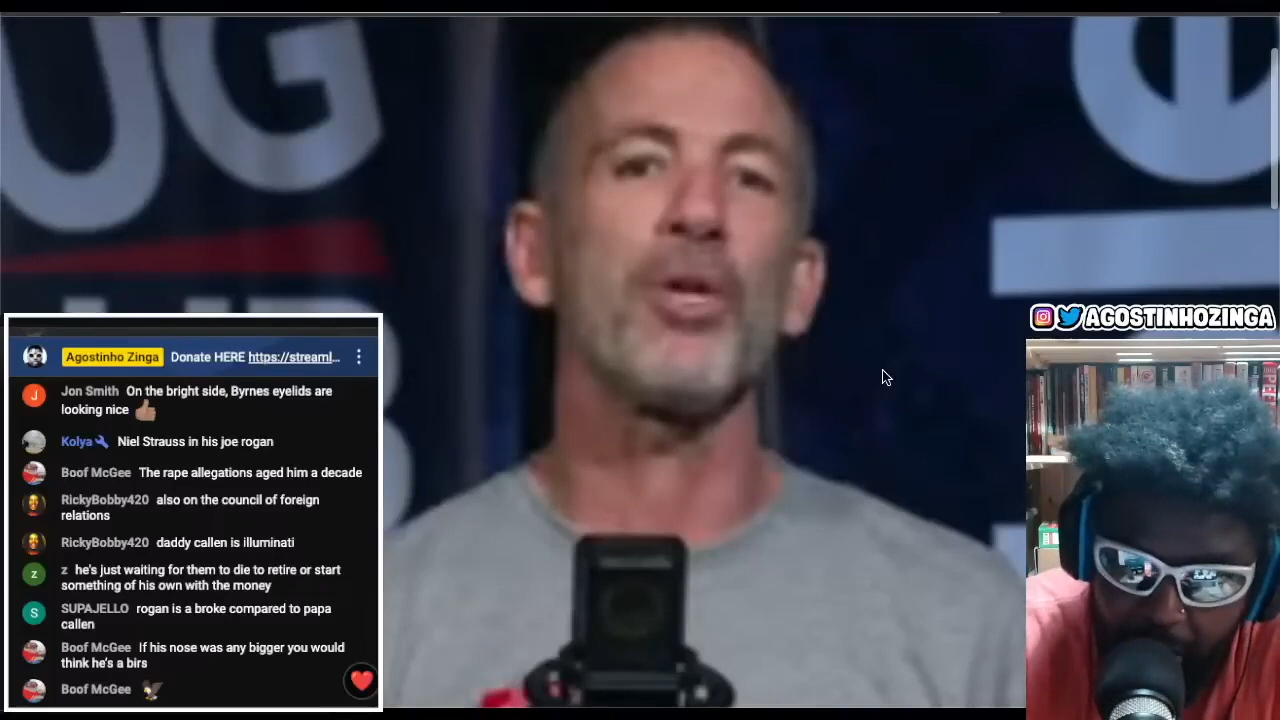 UG
e
AGOSTINHOZINGA
Agostinho Zinga Donate HERE https://streaml...
Jon Smith On the bright side, Byrnes eyelids are
looking nice 👍🏽
Kolya Niel Strauss in his joe rogan
Boof McGee The rape allegations aged him a decade
RickyBobby420 also on the council of foreign
relations
RickyBobby420 daddy callen is illuminati
z he's just waiting for them to die to retire or start
something of his own with the money
SUPAJELLO rogan is a broke compared to papa
callen
Boof McGee If his nose was any bigger you would
think he's a birs
Boof McGee 🦅